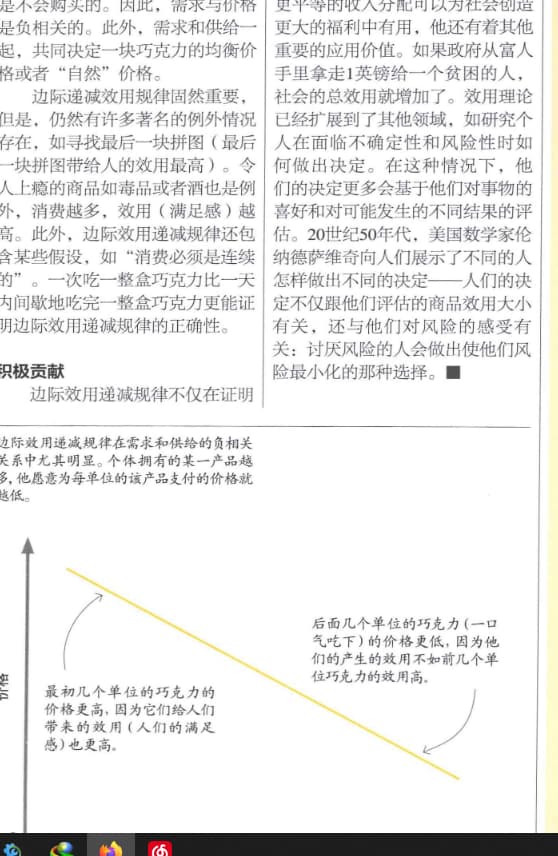 是不会购买的。因此，需求与价格
是负相关的。此外，需求和供给一
起，共同决定一块巧克力的均衡价
格或者“自然”价格。
边际递减效用规律固然重要，
但是，仍然有许多著名的例外情况
存在，如寻找最后一块拼图（最后
一块拼图带给人的效用最高）。令
人上瘾的商品如毒品或者酒也是例
外，消费越多，效用（满足感）越
高。此外，边际效用递减规律还包
含某些假设，如“消费必须是连续
的”。一次吃一整盒巧克力比一天
内间歇地吃完一整盒巧克力更能证
明边际效用递减规律的正确性。
积极贡献
边际效用递减规律不仅在证明
更平等的收入分配可以为社会创造
更大的福利中有用，他还有着其他
重要的应用价值。如果政府从富人
手里拿走1英镑给一个贫困的人，
社会的总效用就增加了。效用理论
已经扩展到了其他领域，如研究个
人在面临不确定性和风险性时如
何做出决定。在这种情况下，他
们的决定更多会基于他们对事物的
喜好和对可能发生的不同结果的评
估。20世纪50年代，美国数学家伦
纳德萨维奇向人们展示了不同的人
怎样做出不同的决定——人们的决
定不仅跟他们评估的商品效用大小
有关，还与他们对风险的感受有
关：讨厌风险的人会做出使他们风
险最小化的那种选择。■
边际效用递减规律在需求和供给的负相关
关系中尤其明显。个体拥有的某一产品越
多，他愿意为每单位的该产品支付的价格就
越低。
后面几个单位的巧克力（一口
气吃下）的价格更低，因为他
们的产生的效用不如前几个单
位巧克力的效用高。
最初几个单位的巧克力的
价格更高，因为它们给人们
带来的效用（人们的满足
感）也更高。
价格